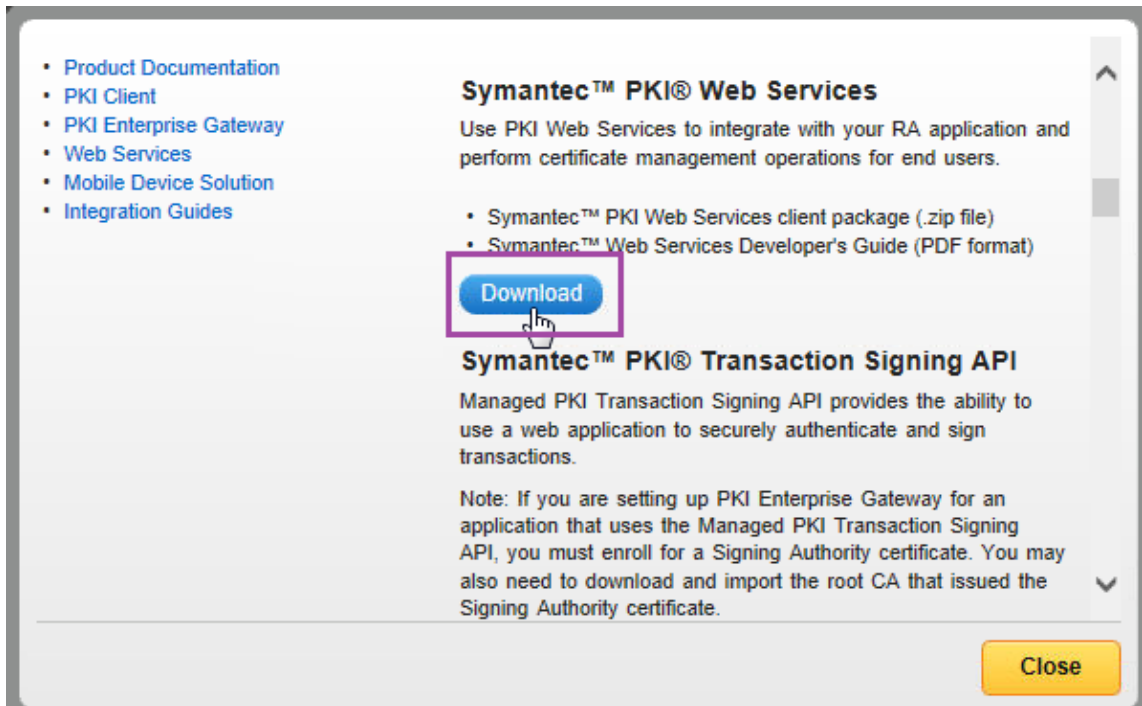 • Product Documentation
• PKI Client
• PKI Enterprise Gateway
• Web Services
• Mobile Device Solution
• Integration Guides
Symantec™ PKI® Web Services
Use PKI Web Services to integrate with your RA application and
perform certificate management operations for end users.
• Symantec™ PKI Web Services client package (.zip file)
• Symantec™ Web Services Developer's Guide (PDF format)
Download
Symantec™ PKI® Transaction Signing API
Managed PKI Transaction Signing API provides the ability to
use a web application to securely authenticate and sign
transactions.
Note: If you are setting up PKI Enterprise Gateway for an
application that uses the Managed PKI Transaction Signing
API, you must enroll for a Signing Authority certificate. You may
also need to download and import the root CA that issued the
Signing Authority certificate.
Close